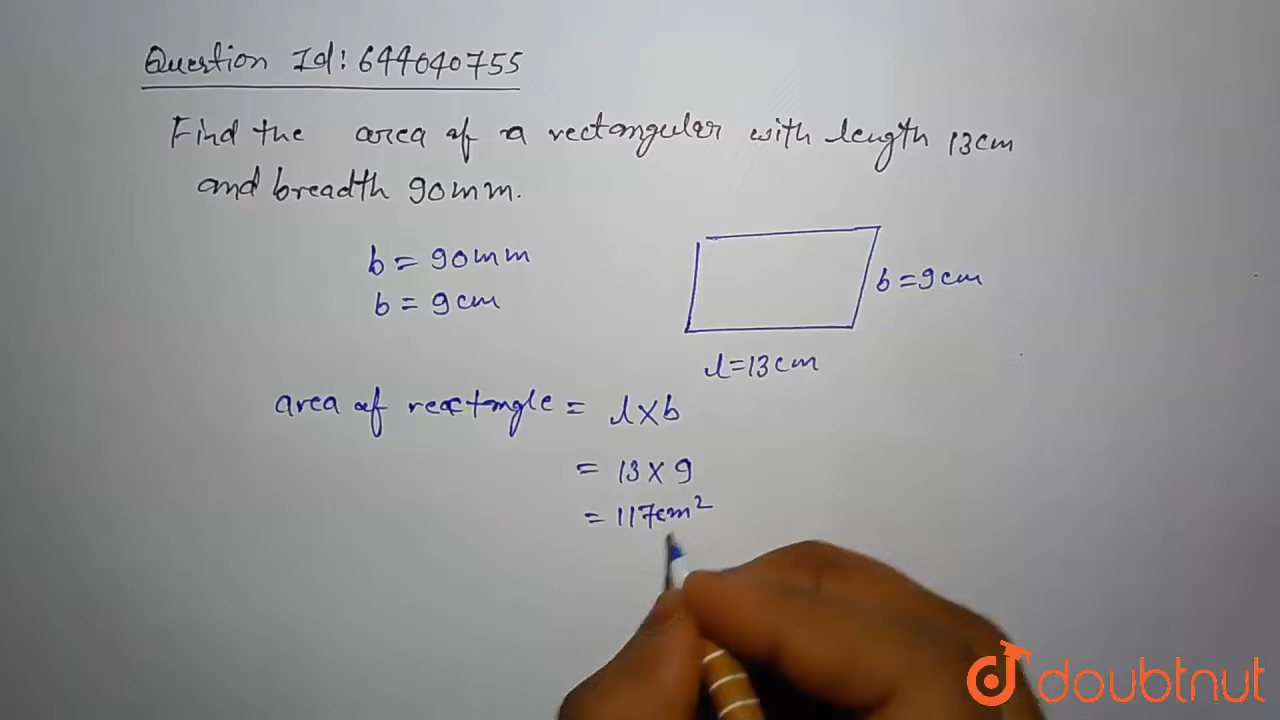 Question Id: 644640755
Find the area of a rectangular with length 13cm
and breadth 90mm.
b = 90mm
b = 9cm
b = 9cm
l = 13cm
area of rectangle = l×b
= 13 × 9
= 117cm²
doubtnut